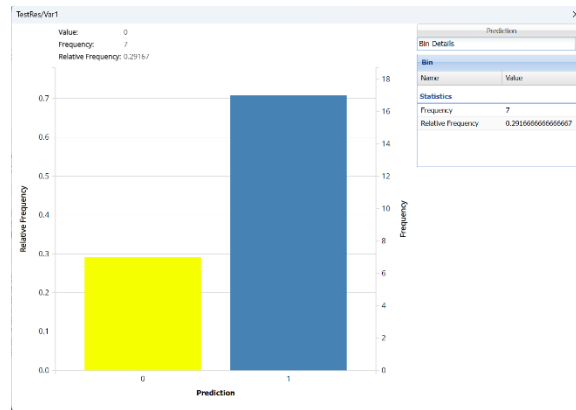 TestRes/Var1
Value: 0
Frequency: 7
Relative Frequency: 0.29167
Prediction
Bin Details
Bin
Name Value
Statistics
Frequency 7
Relative Frequency 0.2916666666666667
Relative Frequency
0.7
0.6
0.5
0.4
0.3
0.2
0.1
0.0
18
16
14
12
10
8
6
4
2
0
Frequency
0 1
Prediction